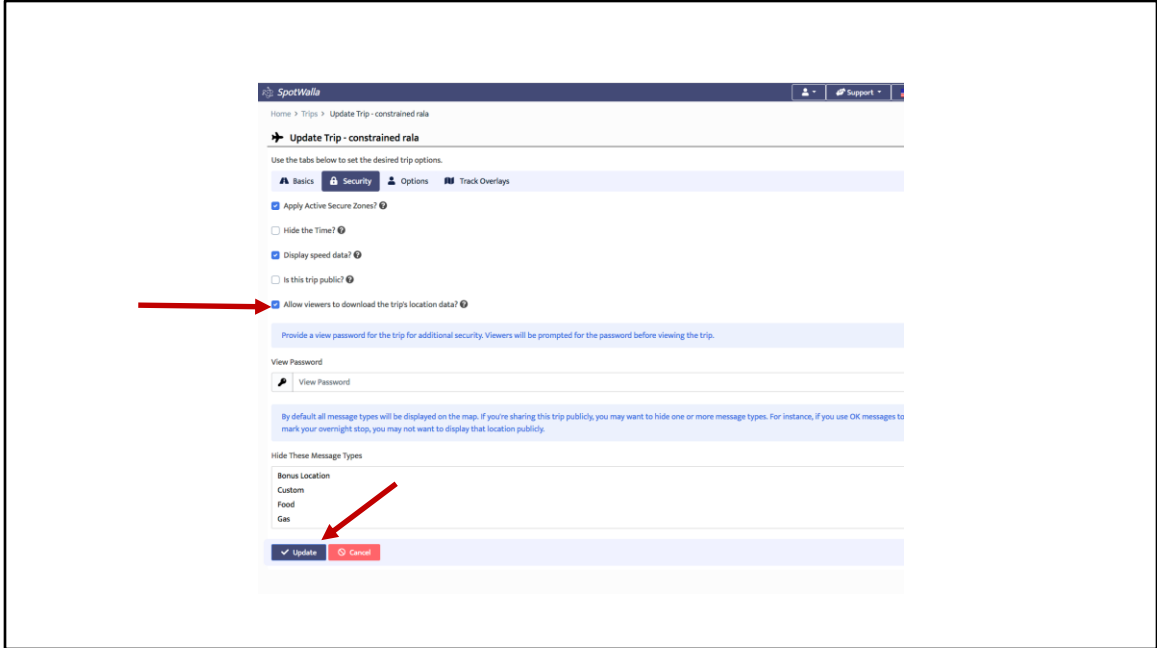 SpotWalla
Support
Home > Trips > Update Trip - constrained rala
Update Trip - constrained rala
Use the tabs below to set the desired trip options.
Basics Security Options Track Overlays
Apply Active Secure Zones?
Hide the Time?
Display speed data?
Is this trip public?
Allow viewers to download the trip's location data?
Provide a view password for the trip for additional security. Viewers will be prompted for the password before viewing the trip.
View Password
View Password
By default all message types will be displayed on the map. If you're sharing this trip publicly, you may want to hide one or more message types. For instance, if you use OK messages to
mark your overnight stop, you may not want to display that location publicly.
Hide These Message Types
Bonus Location
Custom
Food
Gas
Update Cancel